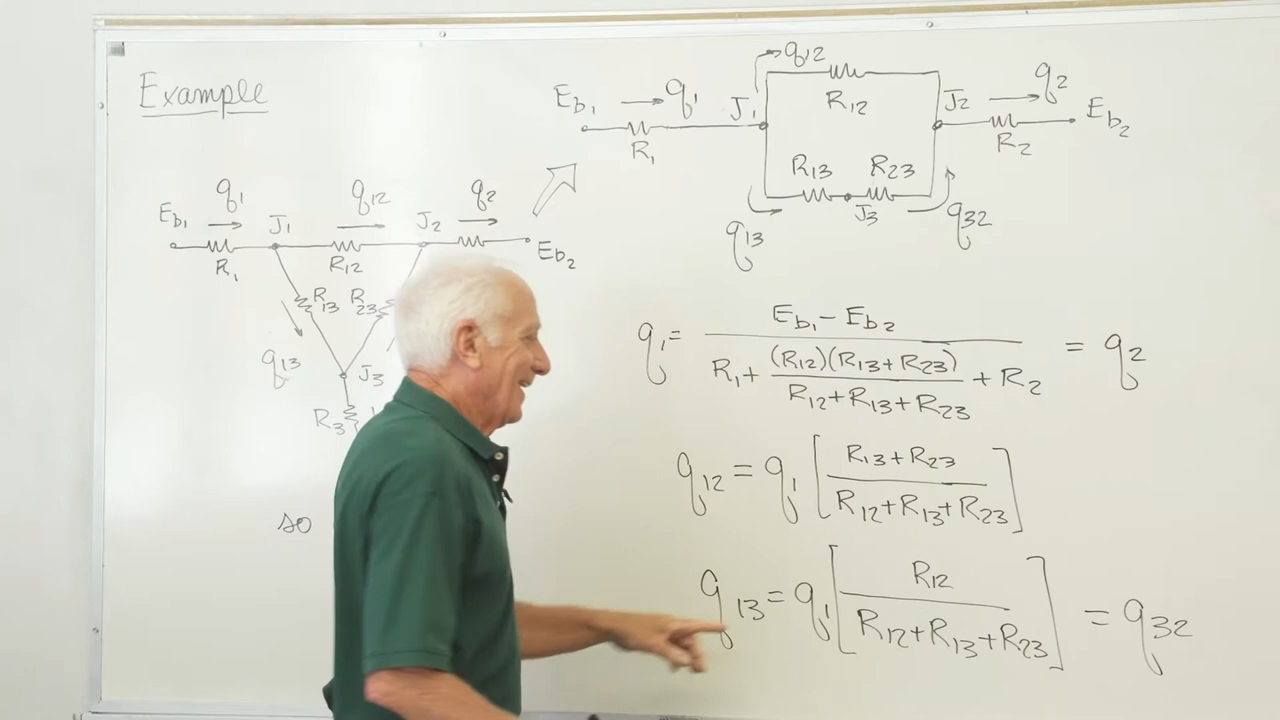 Example
Eb1 q1 J1 q12 J2 q2 Eb2
R1 R12
R13 R23
q13 J3
R3
so
Eb1 q1 J1 q12 J2 q2 Eb2
R1 R12 R2
R13 R23
q13 J3 q32
q1 = (Eb1 - Eb2) / (R1 + (R12)(R13+R23) / (R12+R13+R23) + R2) = q2
q12 = q1 [(R13+R23) / (R12+R13+R23)]
q13 = q1 [R12 / (R12+R13+R23)] = q32